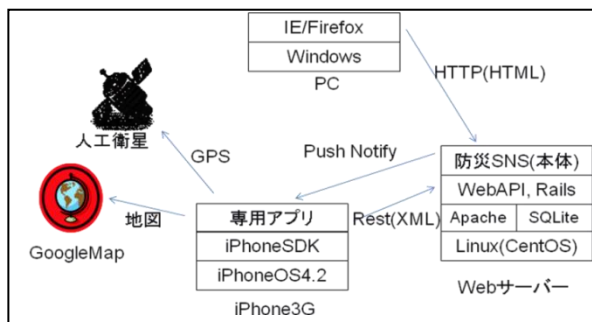 IE/Firefox
Windows
PC
HTTP(HTML)
人工衛星
GPS
Push Notify
防災SNS(本体)
WebAPI, Rails
Apache
SQLite
Linux(CentOS)
Webサーバー
地図
GoogleMap
専用アプリ
Rest(XML)
iPhoneSDK
iPhoneOS4.2
iPhone3G